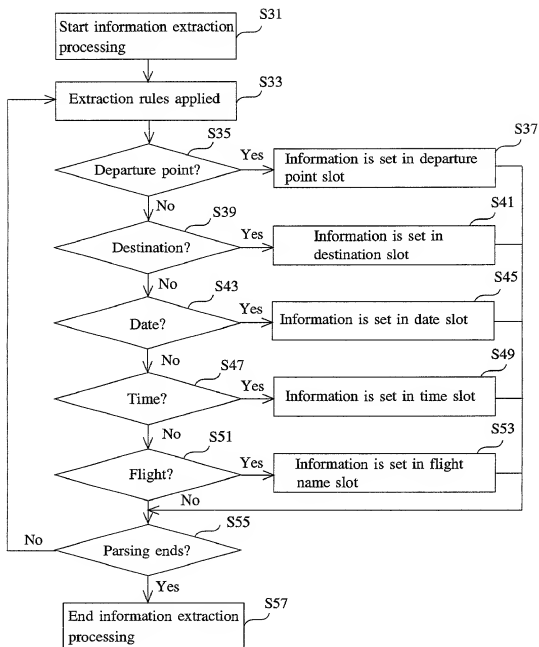 S31
Start information extraction
processing
S33
Extraction rules applied
S35
Departure point?
Yes
S37
Information is set in departure
point slot
No
S39
Destination?
Yes
S41
Information is set in
destination slot
No
S43
Date?
Yes
S45
Information is set in date slot
No
S47
Time?
Yes
S49
Information is set in time slot
No
S51
Flight?
Yes
S53
Information is set in flight
name slot
No
S55
Parsing ends?
No
Yes
S57
End information extraction
processing